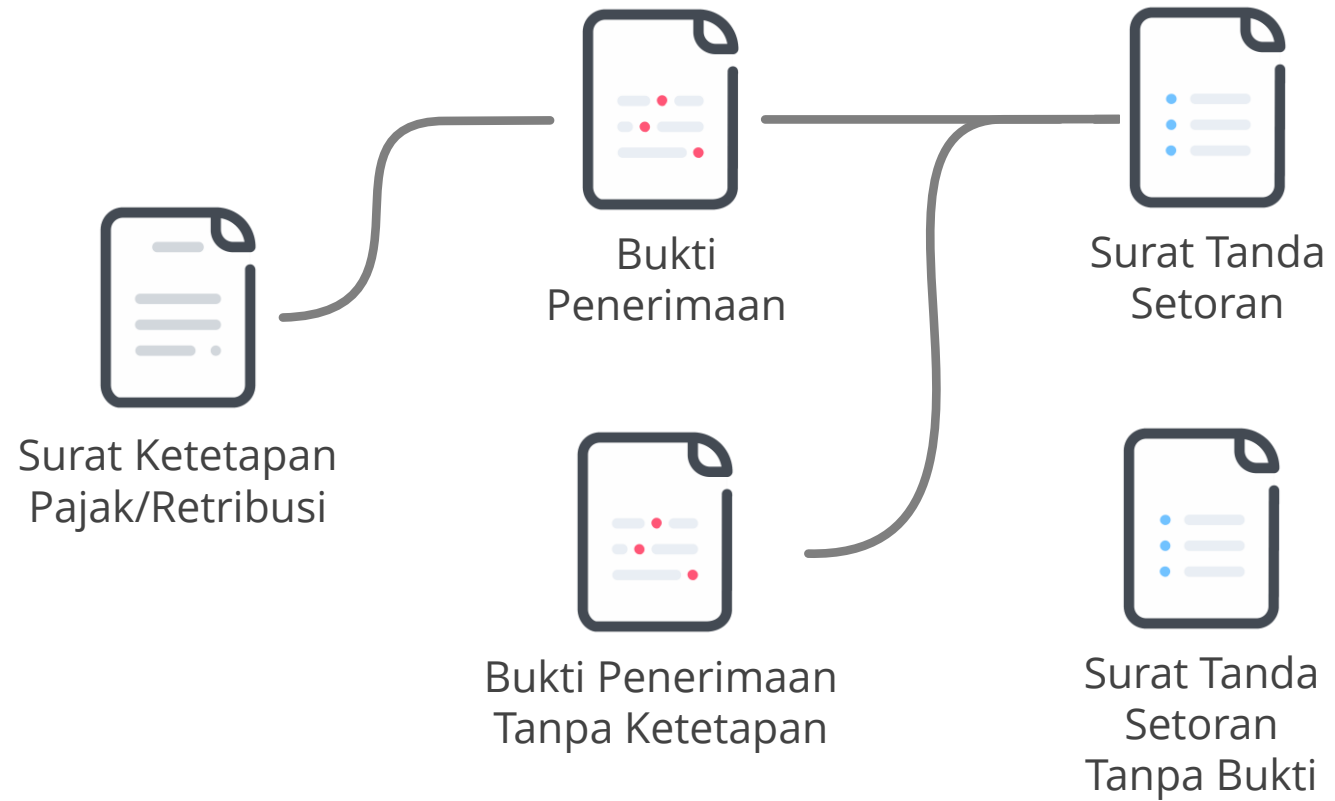 Bukti
Penerimaan
Surat Tanda
Setoran
Surat Ketetapan
Pajak/Retribusi
Bukti Penerimaan
Tanpa Ketetapan
Surat Tanda
Setoran
Tanpa Bukti